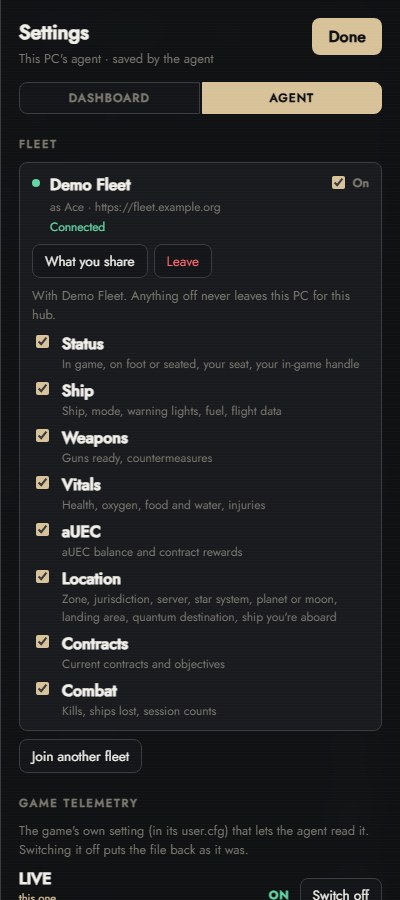 Settings
Done
This PC's agent · saved by the agent
DASHBOARD
AGENT
FLEET
Demo Fleet
On
as Ace · https://fleet.example.org
Connected
What you share
Leave
With Demo Fleet. Anything off never leaves this PC for this
hub.
Status
In game, on foot or seated, your seat, your in-game handle
Ship
Ship, mode, warning lights, fuel, flight data
Weapons
Guns ready, countermeasures
Vitals
Health, oxygen, food and water, injuries
aUEC
aUEC balance and contract rewards
Location
Zone, jurisdiction, server, star system, planet or moon,
landing area, quantum destination, ship you're aboard
Contracts
Current contracts and objectives
Combat
Kills, ships lost, session counts
Join another fleet
GAME TELEMETRY
The game's own setting (in its user.cfg) that lets the agent read it.
Switching it off puts the file back as it was.
LIVE
this one
ON
Switch off